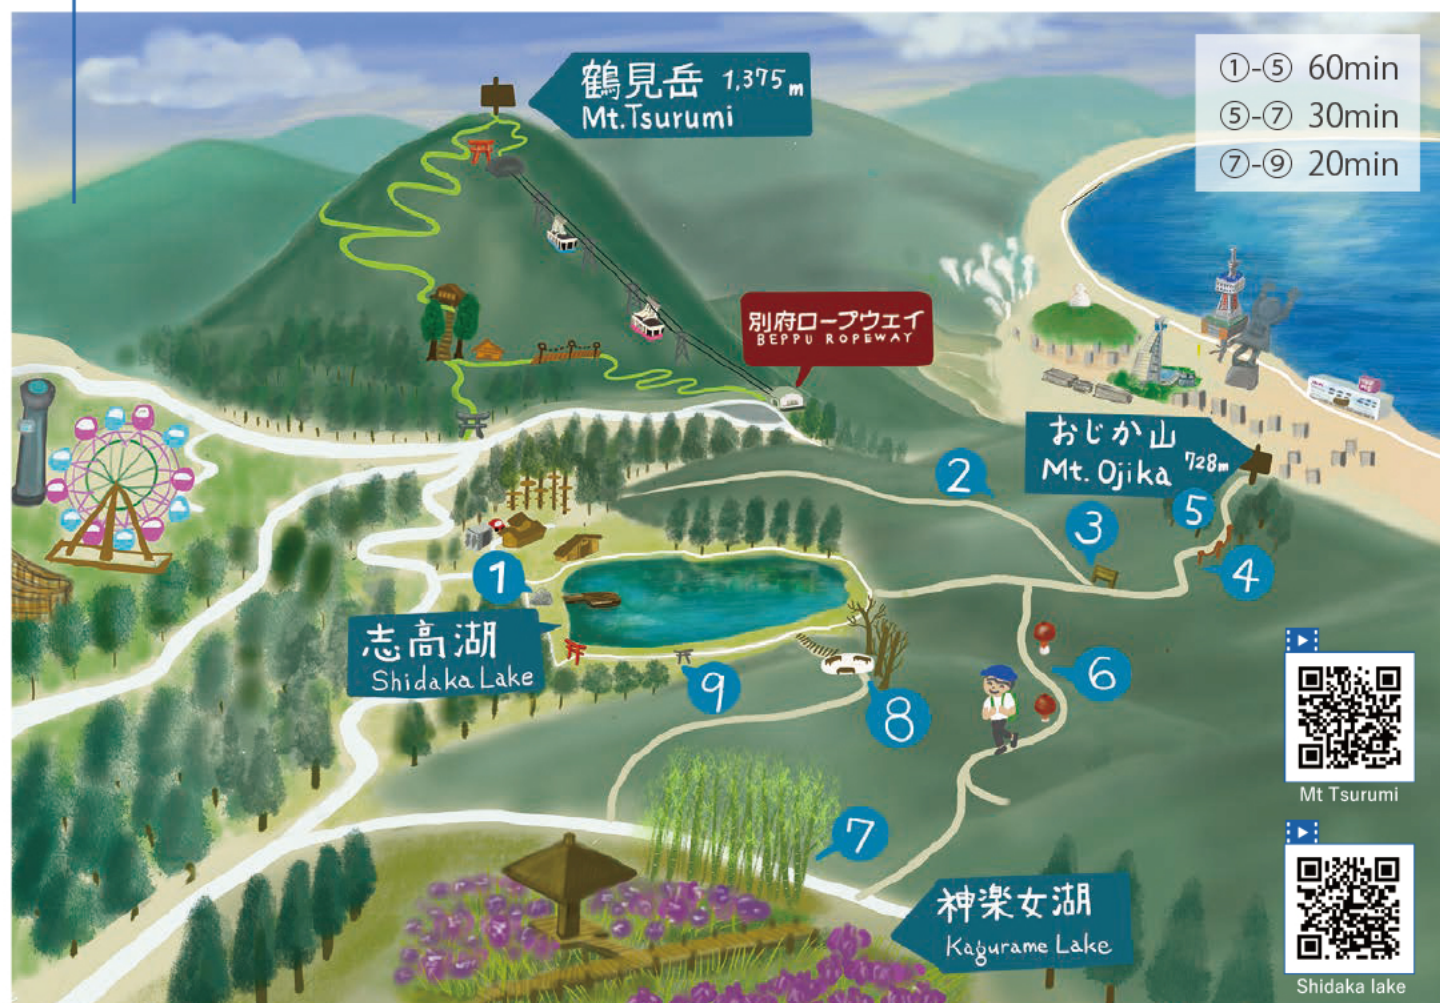 鶴見岳 1,375m
Mt.Tsurumi
①-⑤ 60min
⑤-⑦ 30min
⑦-⑨ 20min
別府ロープウェイ
BEPPU ROPEWAY
おじか山
Mt. Ojika 728m
2
5
3
4
1
志高湖
Shidaka Lake
6
9
8
7
Mt Tsurumi
神楽女湖
Kagurame Lake
Shidaka lake